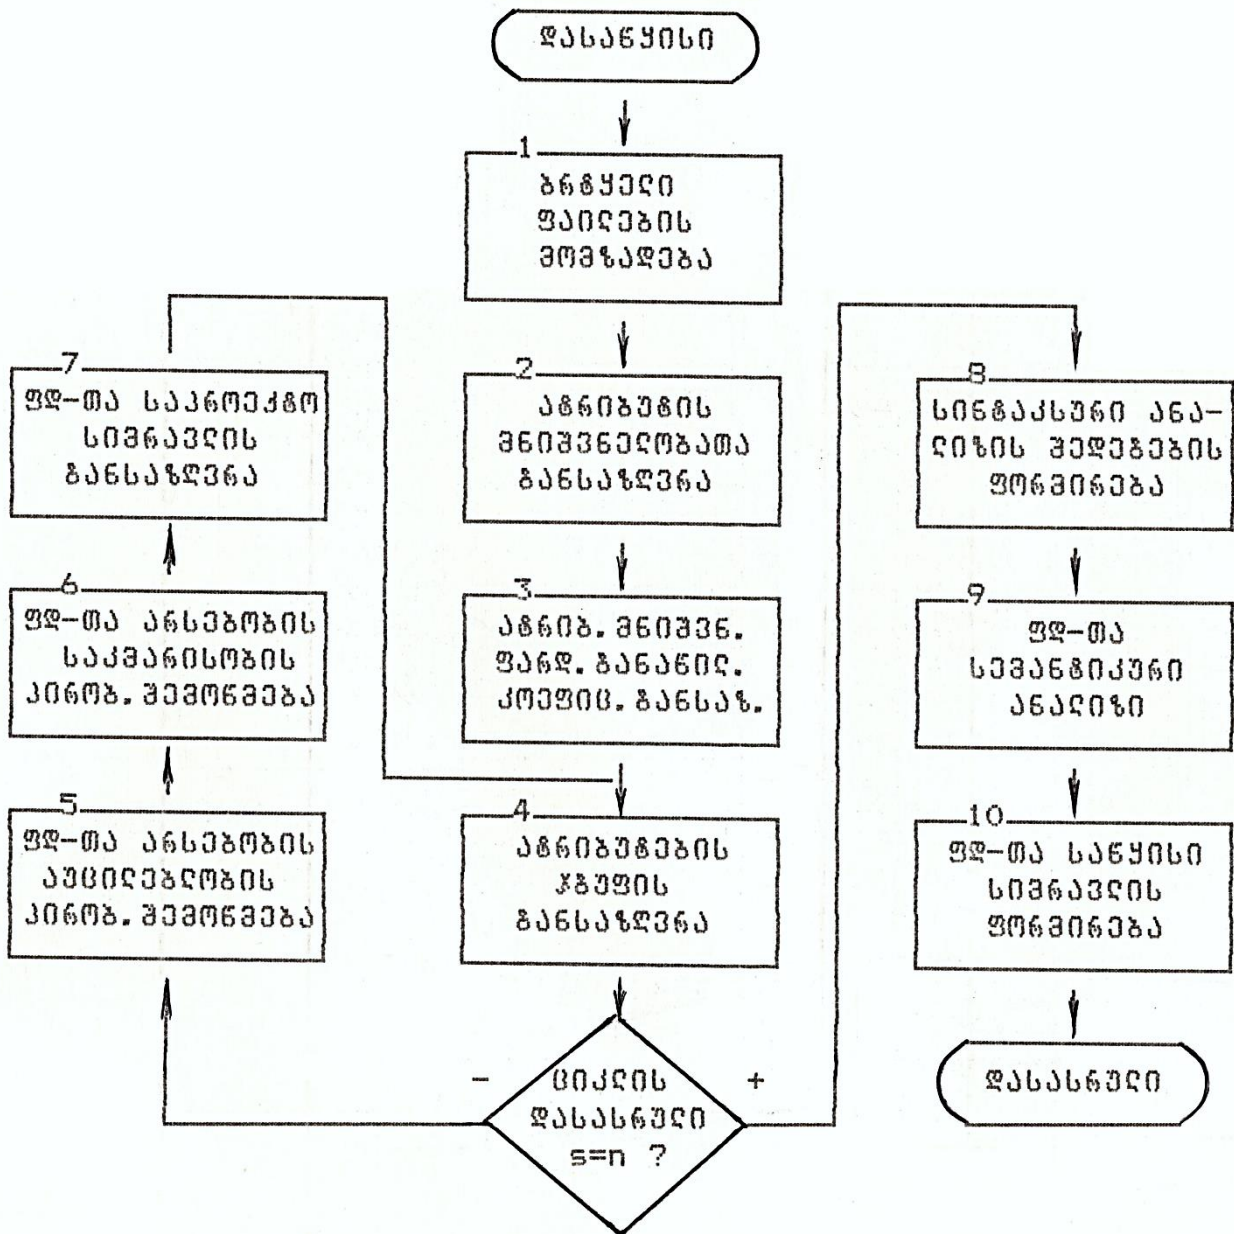 დასაწყისი
1
ბრტყელი
ფაილების
მომზადება
2
ატრიბუტის
მნიშვნელობათა
განსაზღვრა
3
ატრიბ. მნიშვნ.
ფარდ. განაწილ.
კოეფიც. განსაზ.
4
ატრიბუტების
ჯგუფის
განსაზღვრა
ციკლის
დასასრული
s=n ?
-
+
5
ფდ-თა არსებობის
აუცილებლობის
პირობ. შემოწმება
6
ფდ-თა არსებობის
საკმარისობის
პირობ. შემოწმება
7
ფდ-თა საპროექტო
სიმრავლის
განსაზღვრა
8
სინტაქსური ანა-
ლიზის შედეგების
ფორმირება
9
ფდ-თა
სემანტიკური
ანალიზი
10
ფდ-თა საწყისი
სიმრავლის
ფორმირება
დასასრული